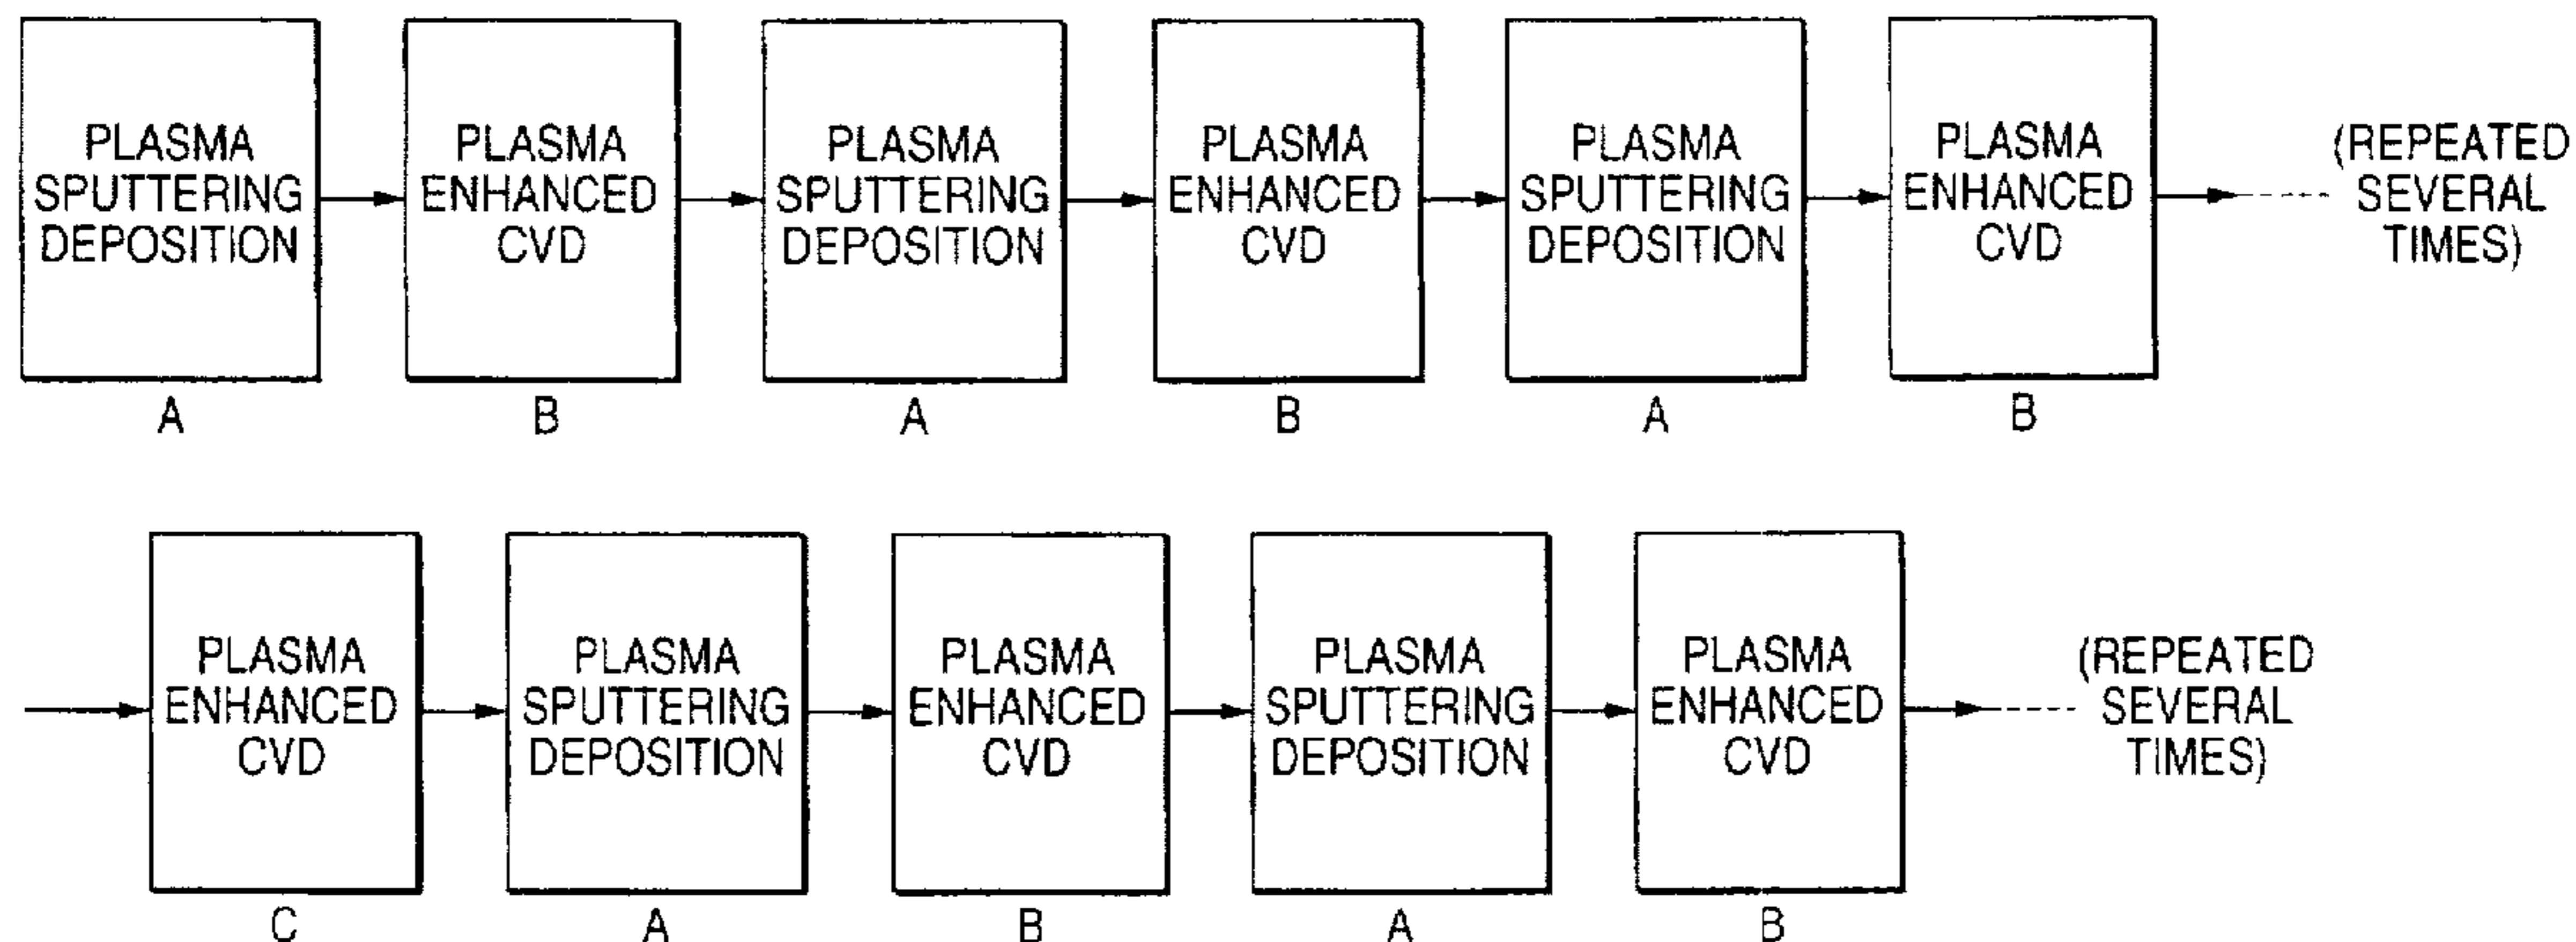 PLASMA
SPUTTERING
DEPOSITION
A
PLASMA
ENHANCED
CVD
B
PLASMA
SPUTTERING
DEPOSITION
A
PLASMA
ENHANCED
CVD
B
PLASMA
SPUTTERING
DEPOSITION
A
PLASMA
ENHANCED
CVD
B
(REPEATED
SEVERAL
TIMES)
PLASMA
ENHANCED
CVD
C
PLASMA
SPUTTERING
DEPOSITION
A
PLASMA
ENHANCED
CVD
B
PLASMA
SPUTTERING
DEPOSITION
A
PLASMA
ENHANCED
CVD
B
(REPEATED
SEVERAL
TIMES)